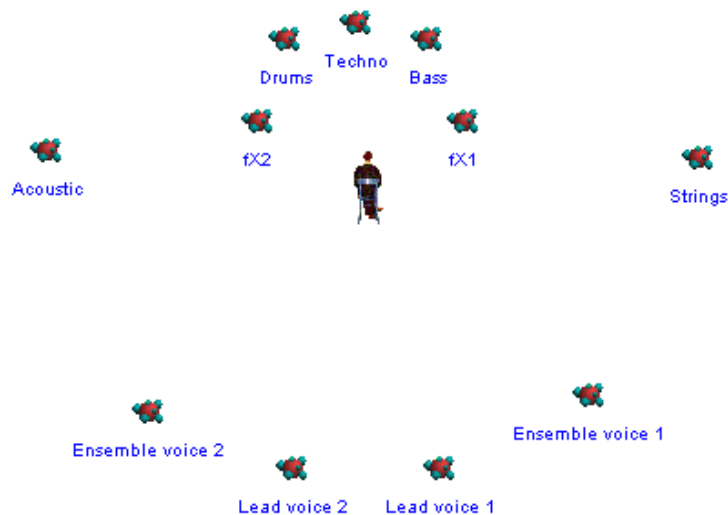 Techno
Drums
Bass
fX2
fX1
Acoustic
Strings
Ensemble voice 1
Ensemble voice 2
Lead voice 2
Lead voice 1